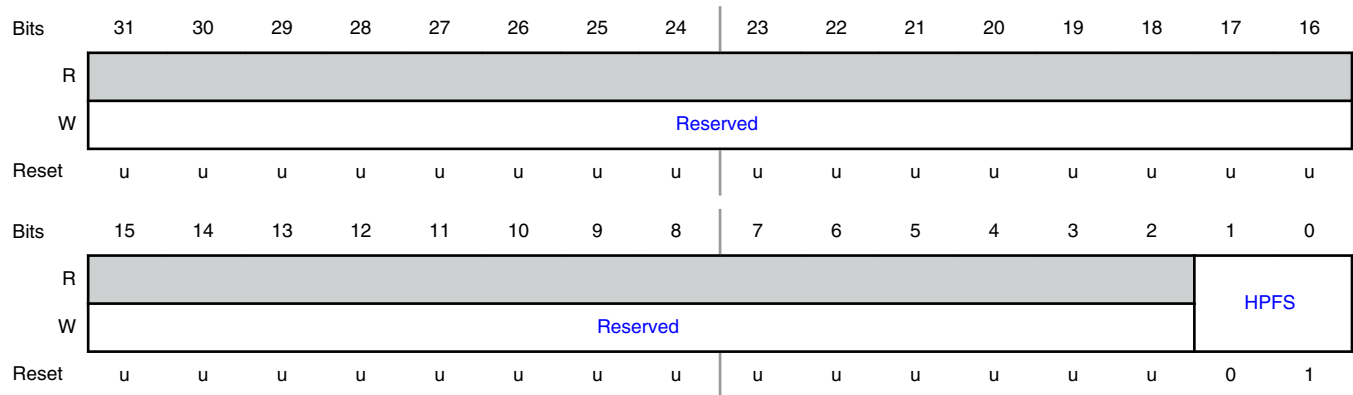 Bits 31 30 29 28 27 26 25 24 23 22 21 20 19 18 17 16
R
W Reserved
Reset u u u u u u u u u u u u u u u u
Bits 15 14 13 12 11 10 9 8 7 6 5 4 3 2 1 0
R
HPFS
W Reserved
Reset u u u u u u u u u u u u u u 0 1